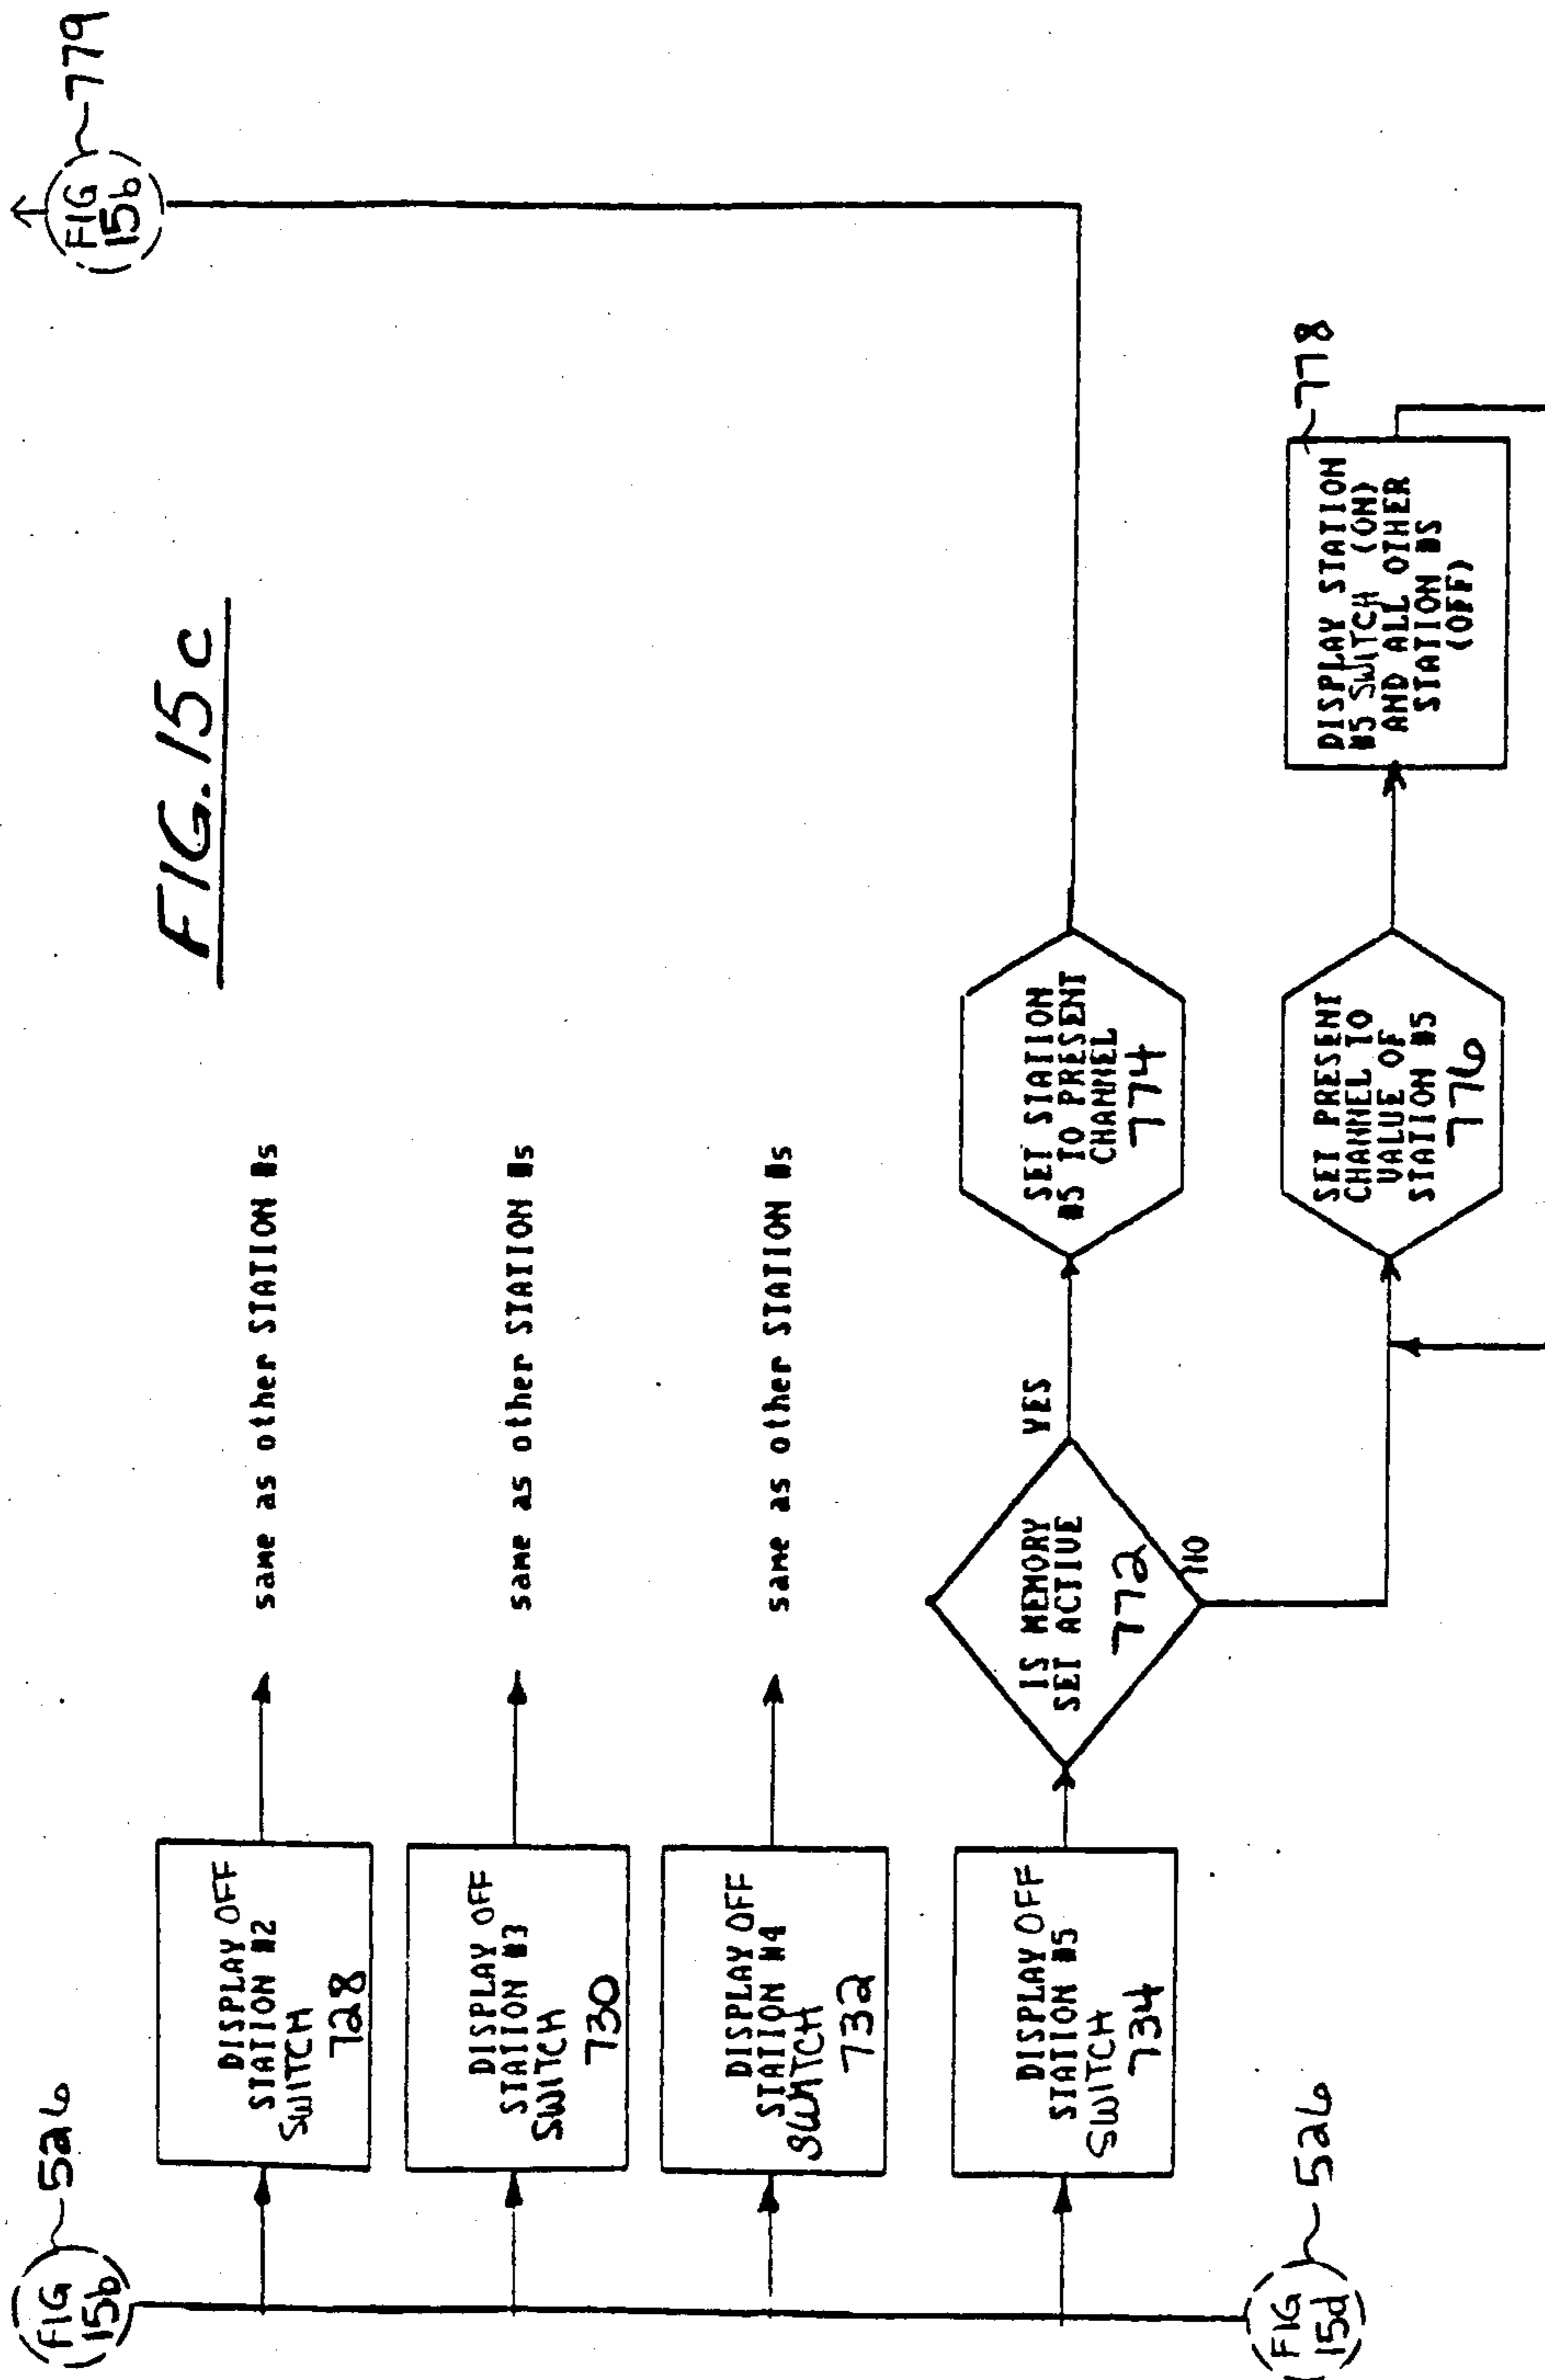 FIG. 15c
FIG
15b
526
FIG
15b
779
DISPLAY OFF
STATION #2
SWITCH
728
same as other STATION #s
DISPLAY OFF
STATION #3
SWITCH
730
same as other STATION #s
DISPLAY OFF
STATION #4
SWITCH
732
same as other STATION #s
DISPLAY OFF
STATION #5
SWITCH
734
IS MEMORY
SET ACTIVE
772
YES
NO
SET STATION
#5 TO PRESENT
CHANNEL
774
SET PRESENT
CHANNEL TO
VALUE OF
STATION #5
776
DISPLAY STATION
#5 SWITCH (ON)
AND ALL OTHER
STATION #S
(OFF)
778
FIG
15d
526